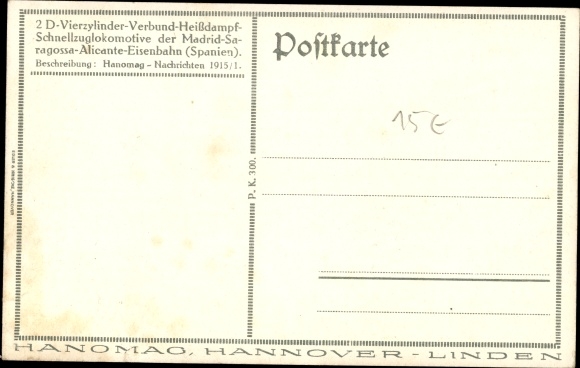 2 D-Vierzylinder-Verbund-Heißdampf-
Schnellzuglokomotive der Madrid-Sa-
ragossa-Alicante-Eisenbahn (Spanien).
Beschreibung: Hanomag-Nachrichten 1915/1.
Postkarte
15€
P. K. 300.
HANOMAG, HANNOVER-LINDEN